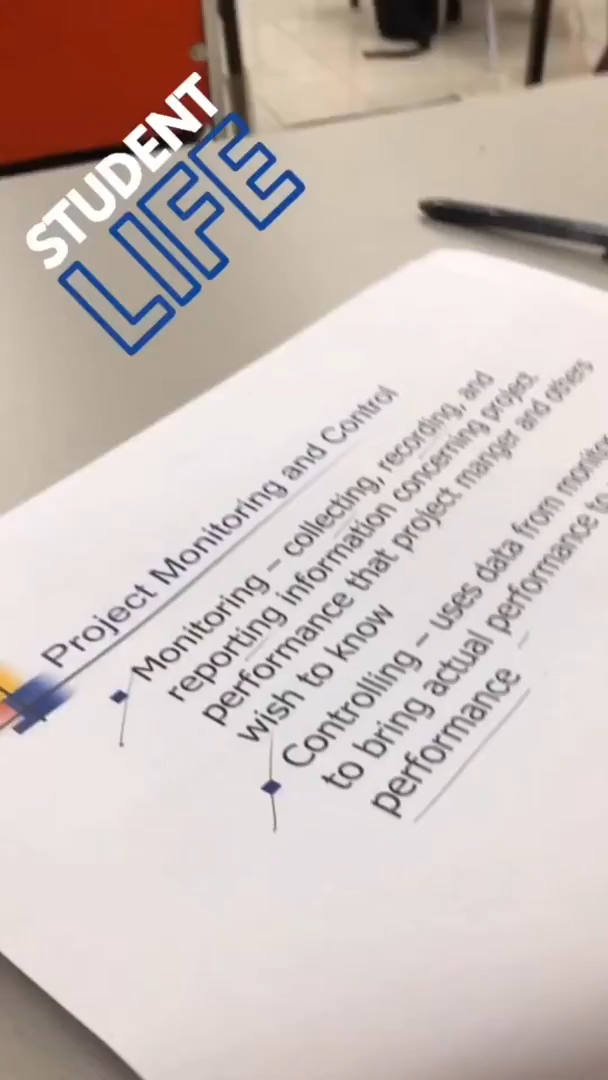 STUDENT
LIFE
Project Monitoring and Control
Monitoring – collecting, recording, and
reporting information concerning project
performance that project manger and others
wish to know
Controlling – uses data from
to bring actual performance to
performance